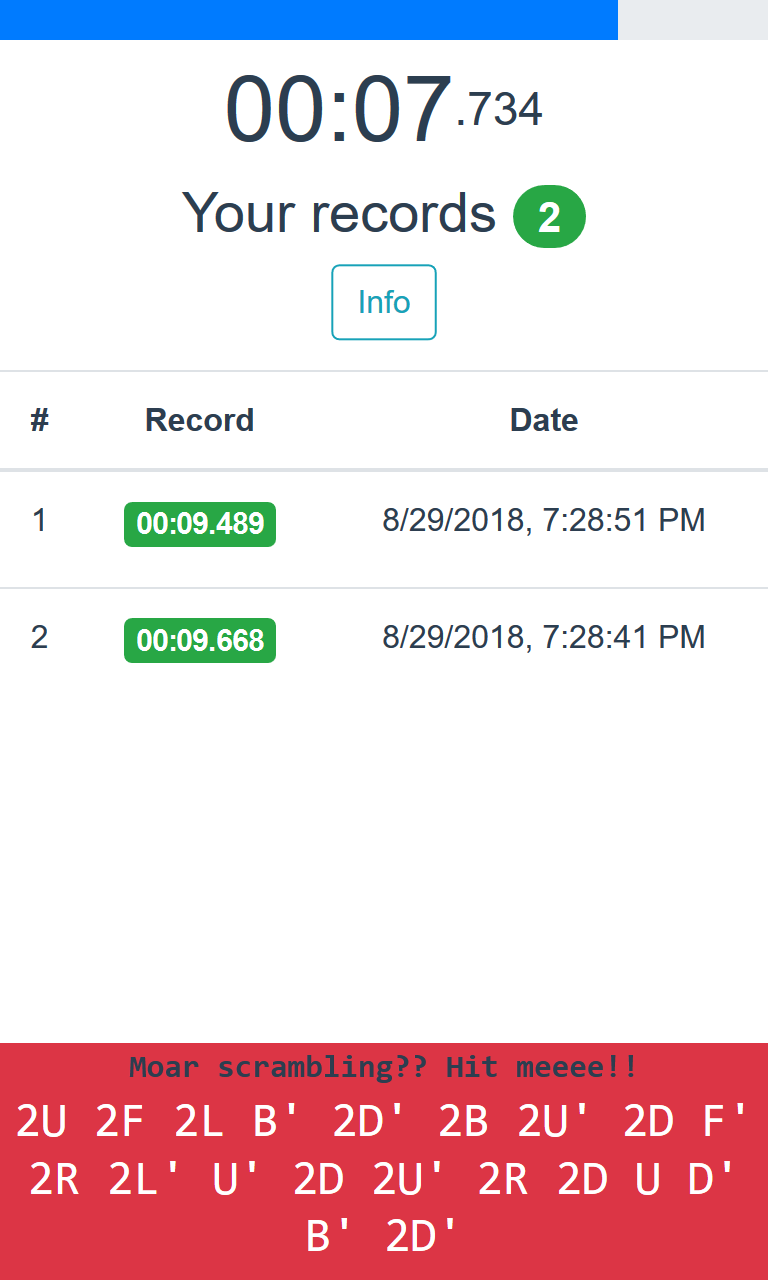 00:07.734
Your records 2
Info
# Record Date
1 00:09.489 8/29/2018, 7:28:51 PM
2 00:09.668 8/29/2018, 7:28:41 PM
Moar scrambling?? Hit meeee!!
2U 2F 2L B' 2D' 2B 2U' 2D F'
2R 2L' U' 2D 2U' 2R 2D U D'
B' 2D'